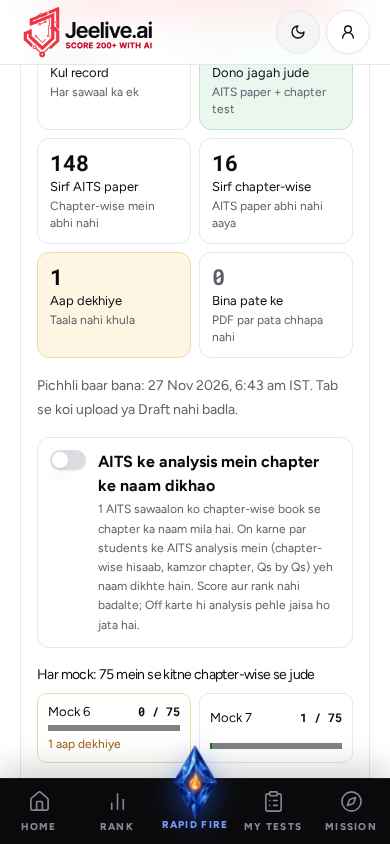 Jeelive.ai
SCORE 200+ WITH AI
Kul record
Har sawaal ka ek
Dono jagah jude
AITS paper + chapter
test
148
Sirf AITS paper
Chapter-wise mein
abhi nahi
16
Sirf chapter-wise
AITS paper abhi nahi
aaya
1
Aap dekhiye
Taala nahi khula
0
Bina pate ke
PDF par pata chhapa
nahi
Pichhli baar bana: 27 Nov 2026, 6:43 am IST. Tab
se koi upload ya Draft nahi badla.
AITS ke analysis mein chapter
ke naam dikhao
1 AITS sawaalon ko chapter-wise book se
chapter ka naam mila hai. On karne par
students ke AITS analysis mein (chapter-
wise hisaab, kamzor chapter, Qs by Qs) yeh
naam dikhte hain. Score aur rank nahi
badalte; Off karte hi analysis pehle jaisa ho
jata hai.
Har mock: 75 mein se kitne chapter-wise se jude
Mock 6 0 / 75
1 aap dekhiye
Mock 7 1 / 75
HOME
RANK
RAPID FIRE
MY TESTS
MISSION